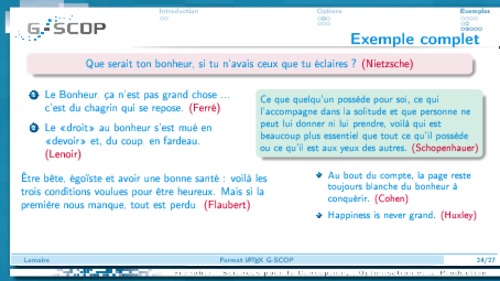 Introduction
Options
Exemples
G-SCOP
Exemple complet
Que serait ton bonheur, si tu n'avais ceux que tu éclaires ? (Nietzsche)
1 Le Bonheur, ça n'est pas grand chose ...
c'est du chagrin qui se repose. (Ferré)
2 Le «droit» au bonheur s'est mué en
«devoir» et, du coup, en fardeau.
(Lenoir)
Ce que quelqu'un possède pour soi, ce qui
l'accompagne dans la solitude et que personne ne
peut lui donner ni lui prendre, voilà qui est
beaucoup plus essentiel que tout ce qu'il possède
ou ce qu'il est aux yeux des autres. (Schopenhauer)
Être bête, égoïste et avoir une bonne santé : voilà les
trois conditions voulues pour être heureux. Mais si la
première nous manque, tout est perdu. (Flaubert)
Au bout du compte, la page reste
toujours blanche du bonheur à
conquérir. (Cohen)
Happiness is never grand. (Huxley)
Lemaire
Format LATEX G-SCOP
24/27